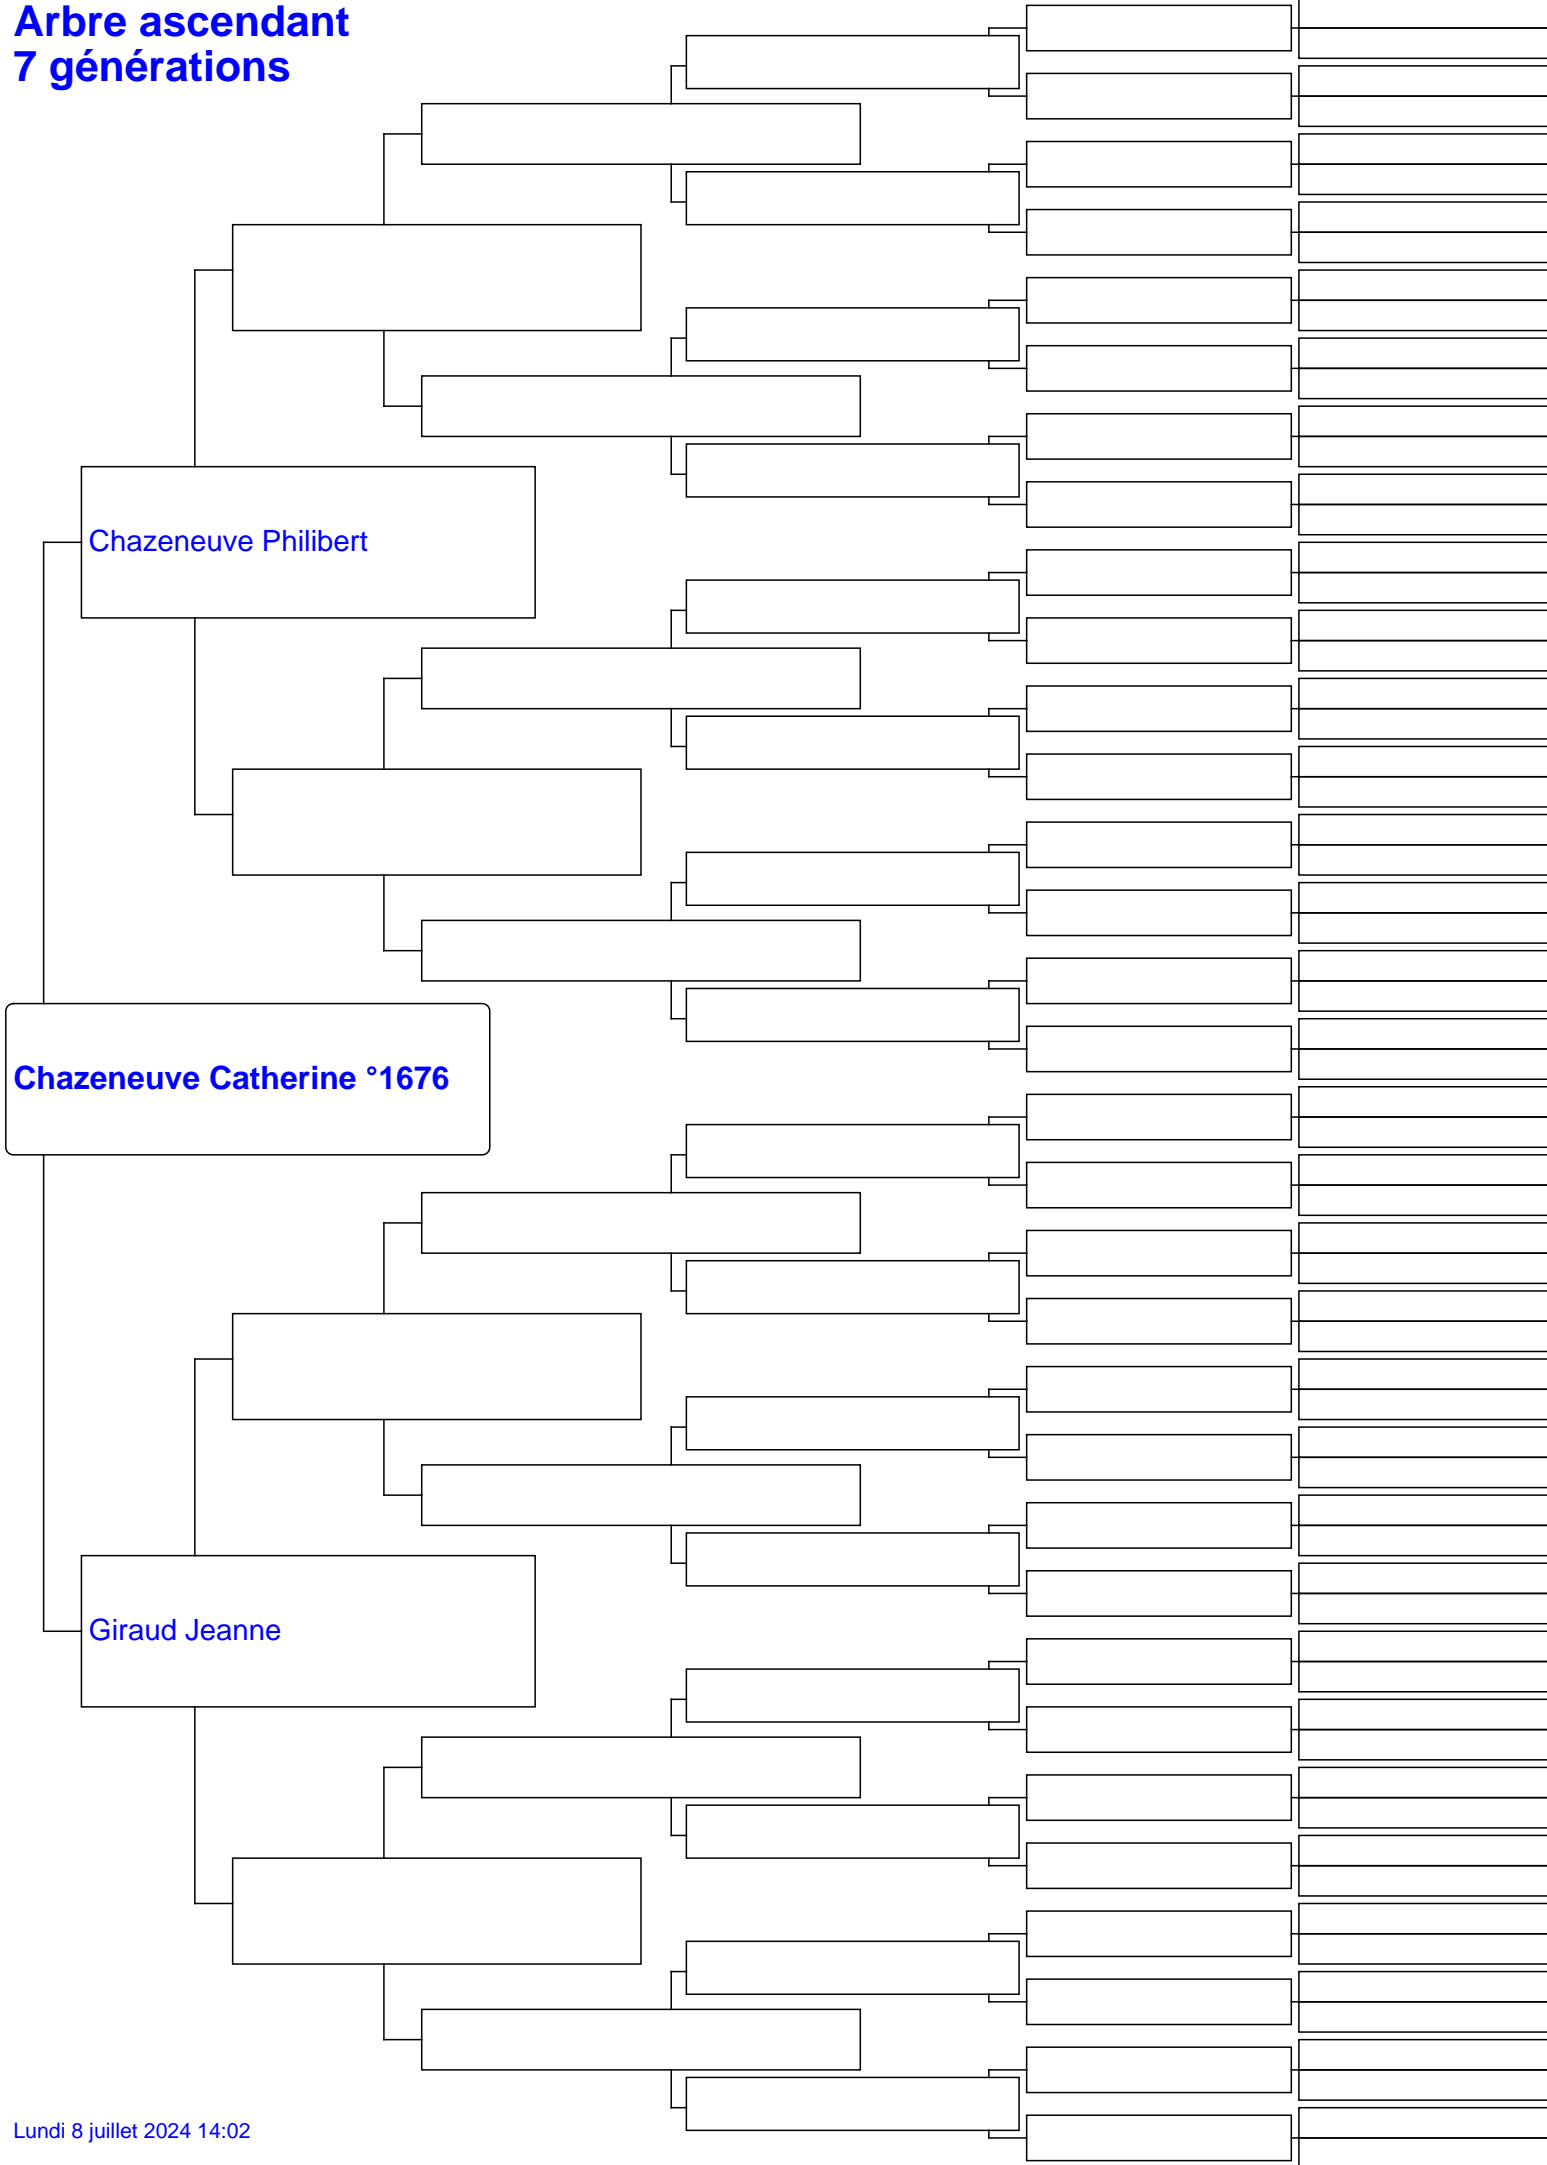 Arbre ascendant
7 générations
Chazeneuve Philibert
Chazeneuve Catherine °1676
Giraud Jeanne
Lundi 8 juillet 2024 14:02